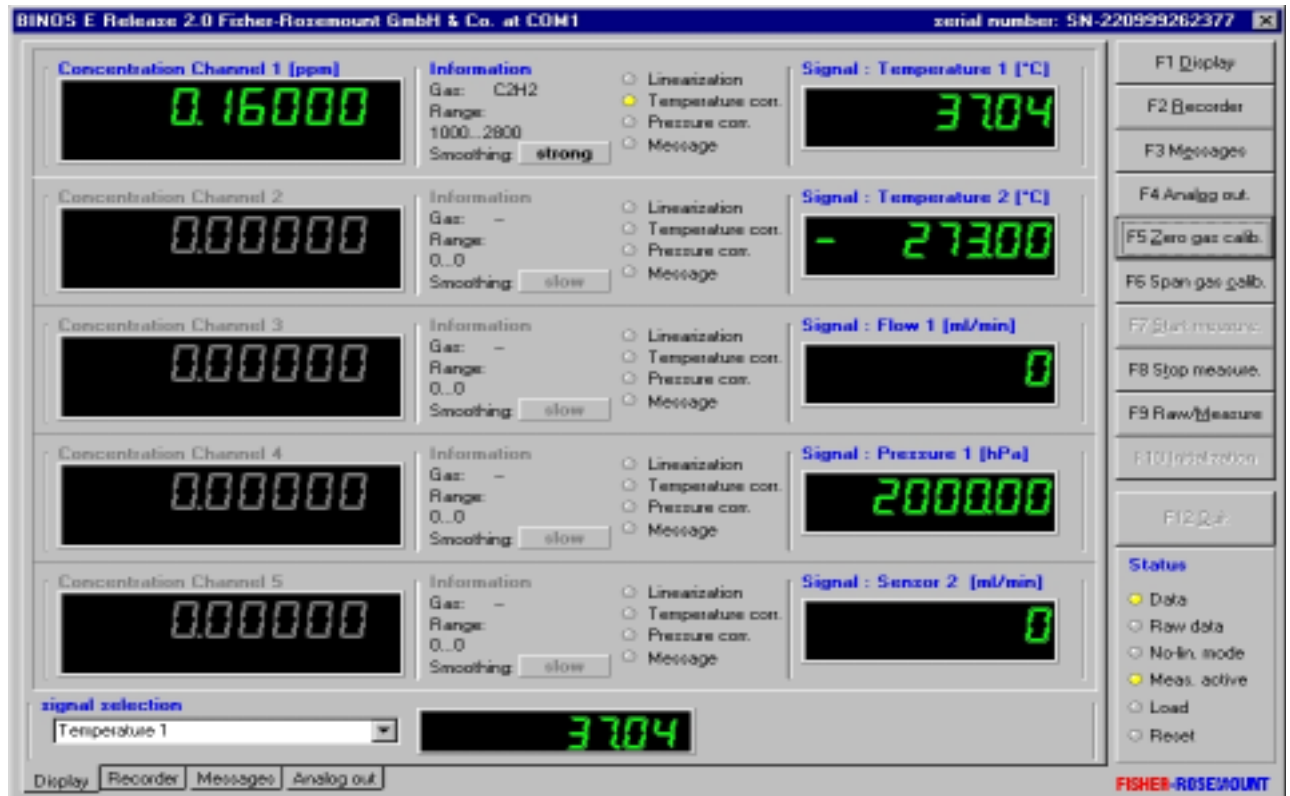 BINOS E Release 2.0 Fisher-Rosemount GmbH & Co. at COM1
serial number: SN-220999262377
Concentration Channel 1 [ppm]
0.16000
Information
Gas: C2H2
Range:
1000...2800
Smoothing: strong
Linearization
Temperature corr.
Pressure corr.
Message
Signal : Temperature 1 [°C]
37.04
Concentration Channel 2
0.00000
Information
Gas: –
Range:
0...0
Smoothing: slow
Linearization
Temperature corr.
Pressure corr.
Message
Signal : Temperature 2 [°C]
- 273.00
Concentration Channel 3
0.00000
Information
Gas: –
Range:
0...0
Smoothing: slow
Linearization
Temperature corr.
Pressure corr.
Message
Signal : Flow 1 [ml/min]
0
Concentration Channel 4
0.00000
Information
Gas: –
Range:
0...0
Smoothing: slow
Linearization
Temperature corr.
Pressure corr.
Message
Signal : Pressure 1 [hPa]
2000.00
Concentration Channel 5
0.00000
Information
Gas: –
Range:
0...0
Smoothing: slow
Linearization
Temperature corr.
Pressure corr.
Message
Signal : Sensor 2 [ml/min]
0
signal selection
Temperature 1
37.04
Display
Recorder
Messages
Analog out
F1 Display
F2 Recorder
F3 Messages
F4 Analog out.
F5 Zero gas calib.
F6 Span gas calib.
F7 Start measure.
F8 Stop measure.
F9 Raw/Measure
F10
F12 Quit
Status
Data
Raw data
No-lin. mode
Meas. active
Load
Reset
FISHER-ROSEMOUNT